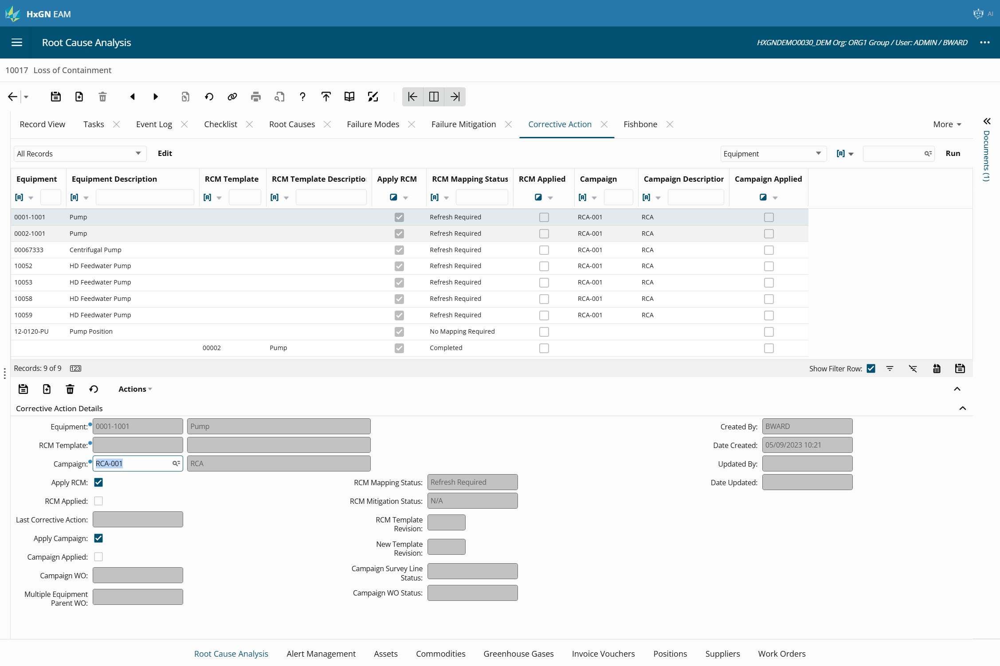 HxGN EAM
AI
Root Cause Analysis
HXGNDEMO0030_DEM Org: ORG1 Group / User: ADMIN / BWARD
10017 Loss of Containment
Record View Tasks Event Log Checklist Root Causes Failure Modes Failure Mitigation Corrective Action Fishbone More
Documents (1)
All Records Edit Equipment Run
Equipment Equipment Description RCM Template RCM Template Descriptio Apply RCM RCM Mapping Status RCM Applied Campaign Campaign Description Campaign Applied
0001-1001 Pump Refresh Required RCA-001 RCA
0002-1001 Pump Refresh Required RCA-001 RCA
00067333 Centrifugal Pump Refresh Required RCA-001 RCA
10052 HD Feedwater Pump Refresh Required RCA-001 RCA
10053 HD Feedwater Pump Refresh Required RCA-001 RCA
10058 HD Feedwater Pump Refresh Required RCA-001 RCA
10059 HD Feedwater Pump Refresh Required RCA-001 RCA
12-0120-PU Pump Position No Mapping Required
00002 Pump Completed
Records: 9 of 9 123 Show Filter Row:
Actions
Corrective Action Details
Equipment: 0001-1001 Pump Created By: BWARD
RCM Template: Date Created: 05/09/2023 10:21
Campaign: RCA-001 RCA Updated By:
Apply RCM: RCM Mapping Status: Refresh Required Date Updated:
RCM Applied: RCM Mitigation Status: N/A
Last Corrective Action: RCM Template
Revision:
Apply Campaign: New Template
Revision:
Campaign Applied:
Campaign WO: Campaign Survey Line
Status:
Multiple Equipment
Parent WO: Campaign WO Status:
Root Cause Analysis Alert Management Assets Commodities Greenhouse Gases Invoice Vouchers Positions Suppliers Work Orders